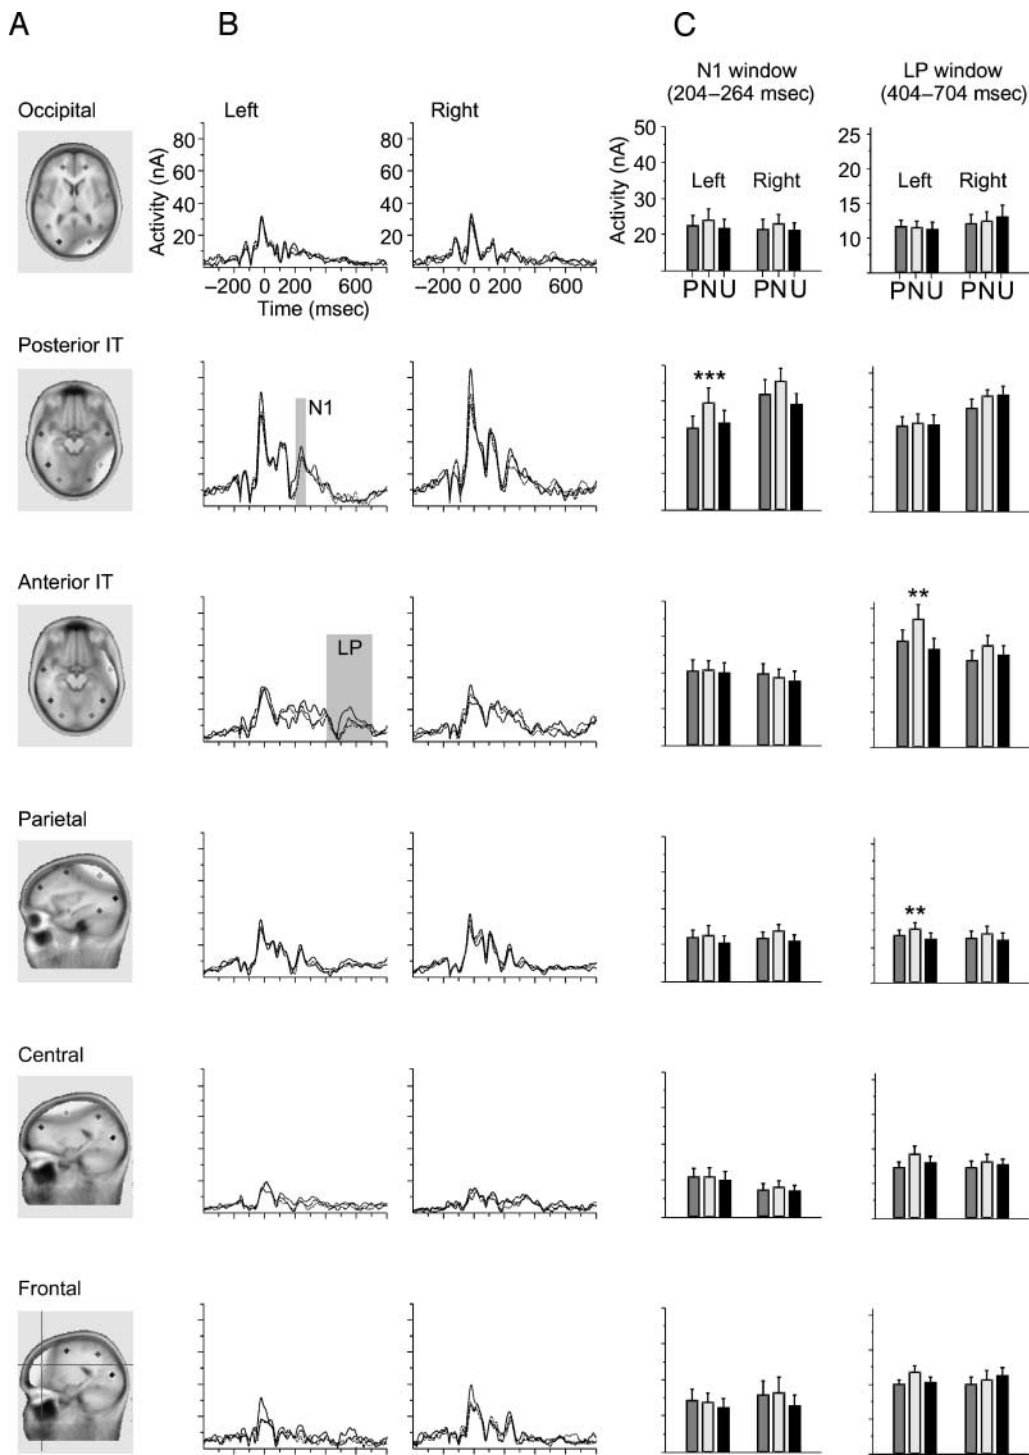 A
B
C
N1 window
(204–264 msec)
LP window
(404–704 msec)
Occipital
Left
Right
Activity (nA)
80
60
40
20
80
60
40
20
−200 0 200 600
−200 0 200 600
Time (msec)
Activity (nA)
50
40
30
20
Left Right
PNU PNU
25
20
15
10
Left Right
PNU PNU
Posterior IT
N1
***
Anterior IT
LP
**
Parietal
**
Central
Frontal